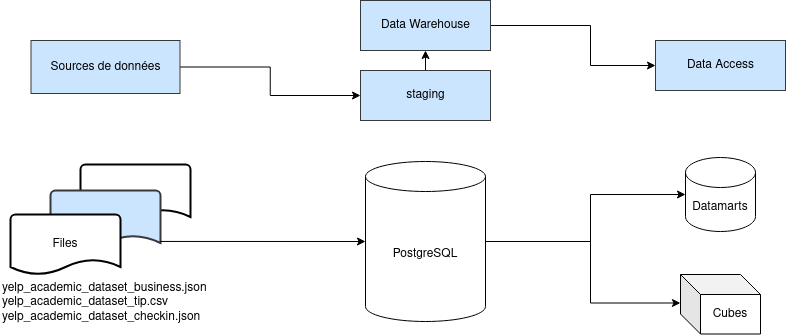 Data Warehouse
Sources de données
Data Access
staging
Files
PostgreSQL
Datamarts
Cubes
yelp_academic_dataset_business.json
yelp_academic_dataset_tip.csv
yelp_academic_dataset_checkin.json